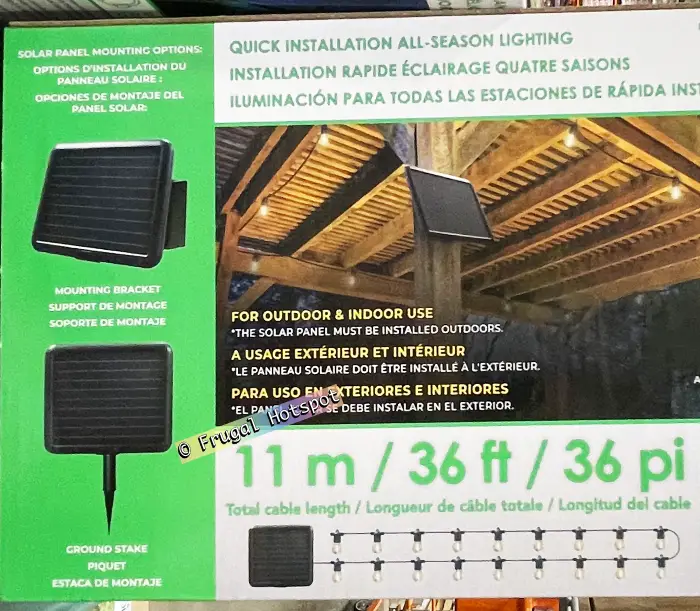 SOLAR PANEL MOUNTING OPTIONS:
OPTIONS D'INSTALLATION DU
PANNEAU SOLAIRE :
OPCIONES DE MONTAJE DEL
PANEL SOLAR:
MOUNTING BRACKET
SUPPORT DE MONTAGE
SOPORTE DE MONTAJE
GROUND STAKE
PIQUET
ESTACA DE MONTAJE
QUICK INSTALLATION ALL-SEASON LIGHTING
INSTALLATION RAPIDE ÉCLAIRAGE QUATRE SAISONS
ILUMINACIÓN PARA TODAS LAS ESTACIONES DE RÁPIDA INST
FOR OUTDOOR & INDOOR USE
*THE SOLAR PANEL MUST BE INSTALLED OUTDOORS.
A USAGE EXTÉRIEUR ET INTÉRIEUR
*LE PANNEAU SOLAIRE DOIT ÊTRE INSTALLÉ À L'EXTÉRIEUR.
PARA USO EN EXTERIORES E INTERIORES
*EL SE DEBE INSTALAR EN EL EXTERIOR.
© Frugal Hotspot
11 m / 36 ft / 36 pi
Total cable length / Longueur de câble totale / Longitud del cable